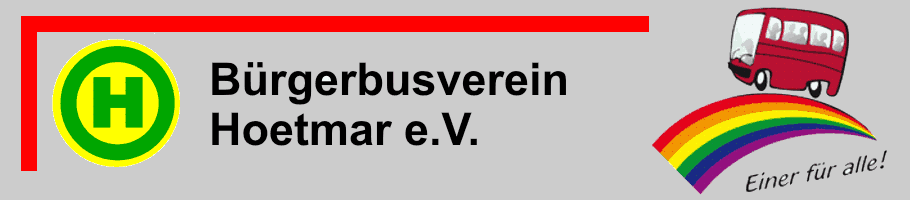 H
Bürgerbusverein
Hoetmar e.V.
Einer für alle!